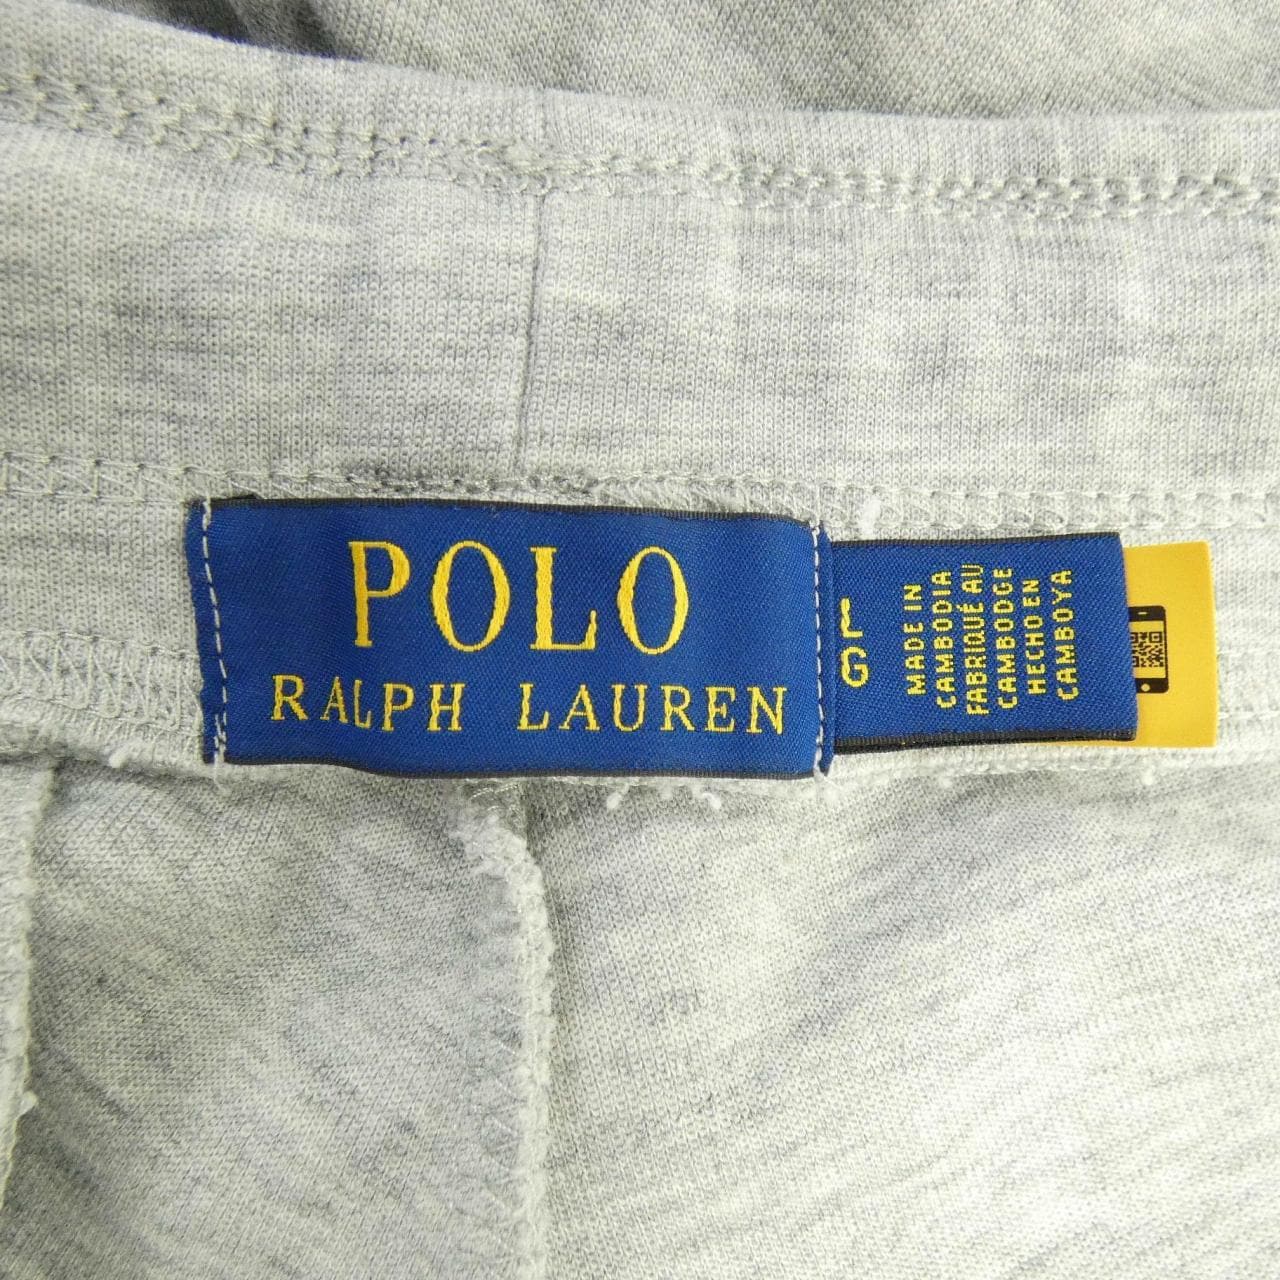 POLO
RALPH LAUREN
L
G
MADE IN
CAMBODIA
FABRIQUÉ AU
CAMBODGE
HECHO EN
CAMBOYA